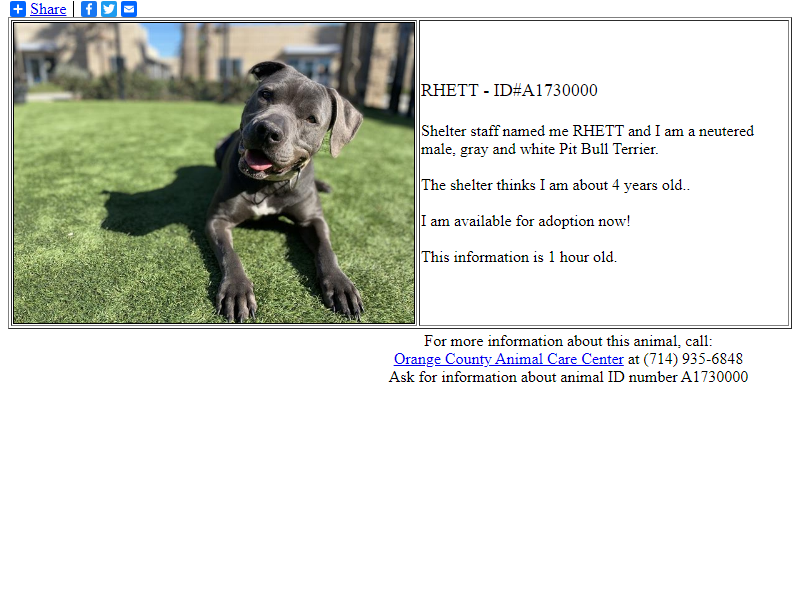 Share
RHETT - ID#A1730000
Shelter staff named me RHETT and I am a neutered
male, gray and white Pit Bull Terrier.
The shelter thinks I am about 4 years old..
I am available for adoption now!
This information is 1 hour old.
For more information about this animal, call:
Orange County Animal Care Center at (714) 935-6848
Ask for information about animal ID number A1730000